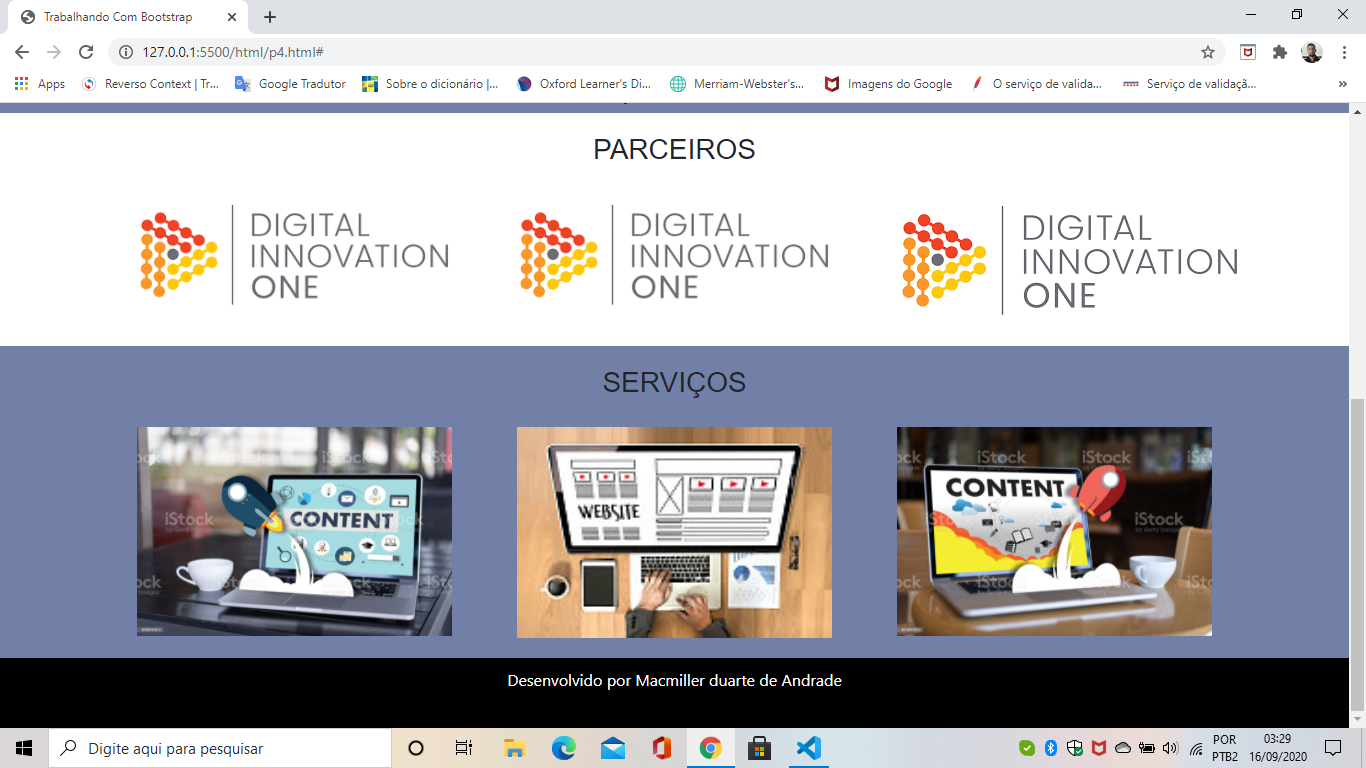 Trabalhando Com Bootstrap
127.0.0.1:5500/html/p4.html#
Apps
Reverso Context | Tr...
Google Tradutor
Sobre o dicionário |...
Oxford Learner's Di...
Merriam-Webster's...
Imagens do Google
O serviço de valida...
Serviço de validaçã...
»
PARCEIROS
DIGITAL
INNOVATION
ONE
DIGITAL
INNOVATION
ONE
DIGITAL
INNOVATION
ONE
SERVIÇOS
iStock
CONTENT
iStock
WEBSITE
iStock
CONTENT
iStock
Desenvolvido por Macmiller duarte de Andrade
Digite aqui para pesquisar
POR
PTB2
03:29
16/09/2020